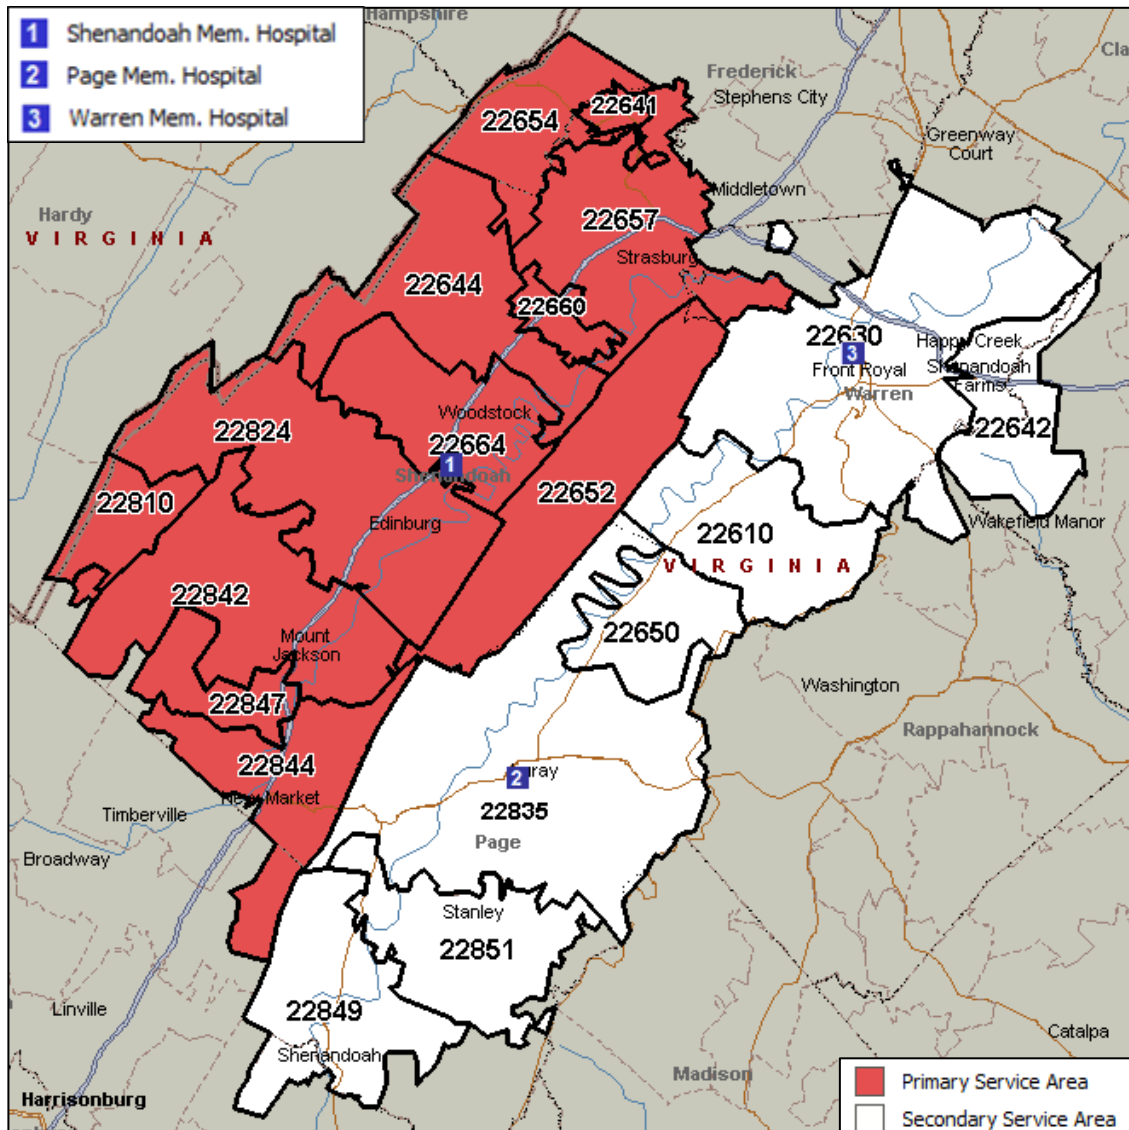 1 Shenandoah Mem. Hospital
2 Page Mem. Hospital
3 Warren Mem. Hospital
Hampshire
Frederick
Stephens City
22641
22654
Greenway
Court
Middletown
Hardy
VIRGINIA
22657
Strasburg
22644
22660
22630
Happy Creek
3
Front Royal
Shenandoah
Farms
Warren
Woodstock
22824
22664
22642
1
Shenandoah
22652
22810
Edinburg
Wakefield Manor
22610
VIRGINIA
22842
22650
Mount
Jackson
22847
Washington
Rappahannock
22844
2
New Market
22835
Timberville
Page
Broadway
Stanley
22851
Linville
22849
Shenandoah
Catalpa
Madison
Harrisonburg
Primary Service Area
Secondary Service Area